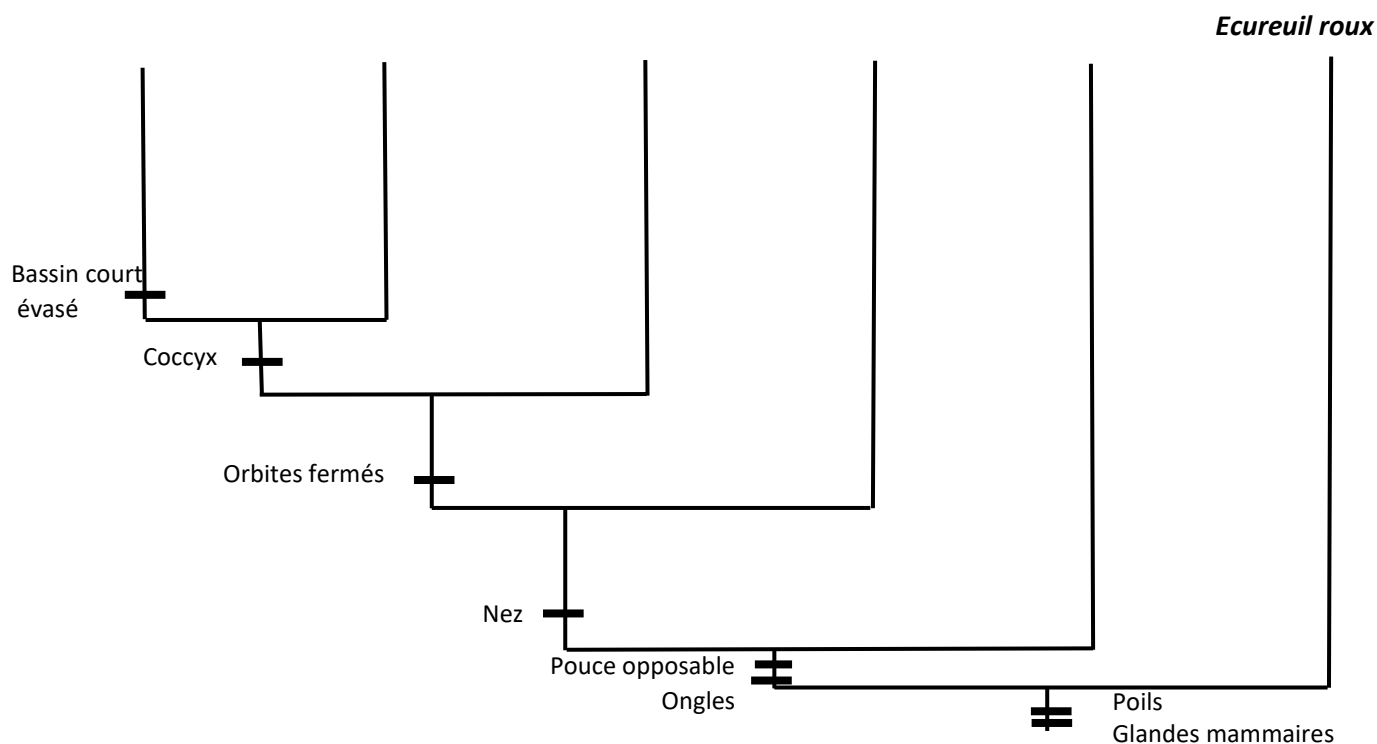 Ecureuil roux
Bassin court
évasé
Coccyx
Orbites fermés
Nez
Pouce opposable
Ongles
Poils
Glandes mammaires